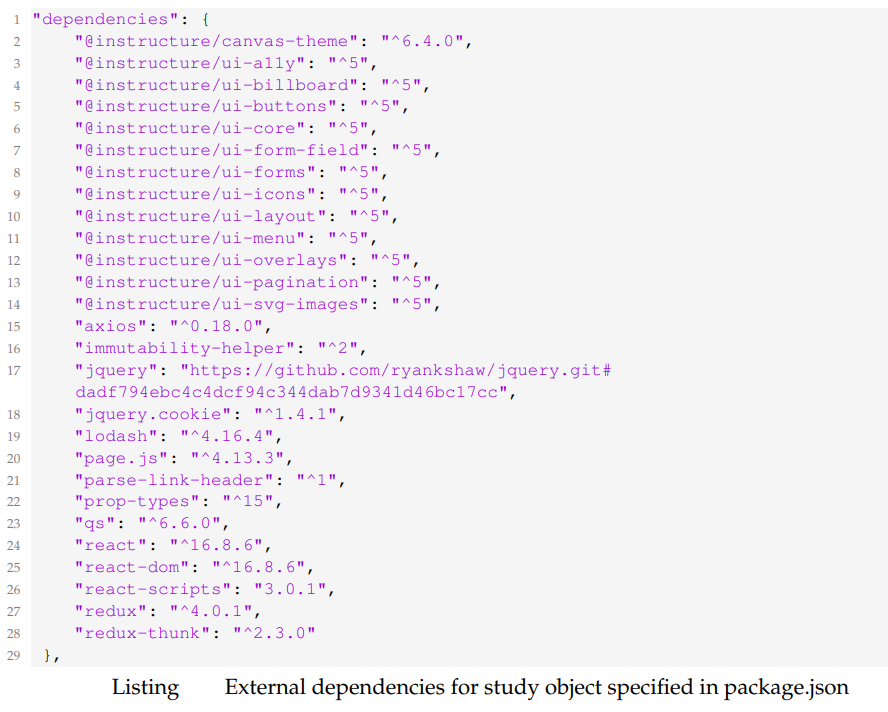 1 "dependencies": {
2 "@instructure/canvas-theme": "^6.4.0",
3 "@instructure/ui-a11y": "^5",
4 "@instructure/ui-billboard": "^5",
5 "@instructure/ui-buttons": "^5",
6 "@instructure/ui-core": "^5",
7 "@instructure/ui-form-field": "^5",
8 "@instructure/ui-forms": "^5",
9 "@instructure/ui-icons": "^5",
10 "@instructure/ui-layout": "^5",
11 "@instructure/ui-menu": "^5",
12 "@instructure/ui-overlays": "^5",
13 "@instructure/ui-pagination": "^5",
14 "@instructure/ui-svg-images": "^5",
15 "axios": "^0.18.0",
16 "immutability-helper": "^2",
17 "jquery": "https://github.com/ryankshaw/jquery.git#
dadf794ebc4c4dcf94c344dab7d9341d46bc17cc",
18 "jquery.cookie": "^1.4.1",
19 "lodash": "^4.16.4",
20 "page.js": "^4.13.3",
21 "parse-link-header": "^1",
22 "prop-types": "^15",
23 "qs": "^6.6.0",
24 "react": "^16.8.6",
25 "react-dom": "^16.8.6",
26 "react-scripts": "3.0.1",
27 "redux": "^4.0.1",
28 "redux-thunk": "^2.3.0"
29 },
Listing External dependencies for study object specified in package.json